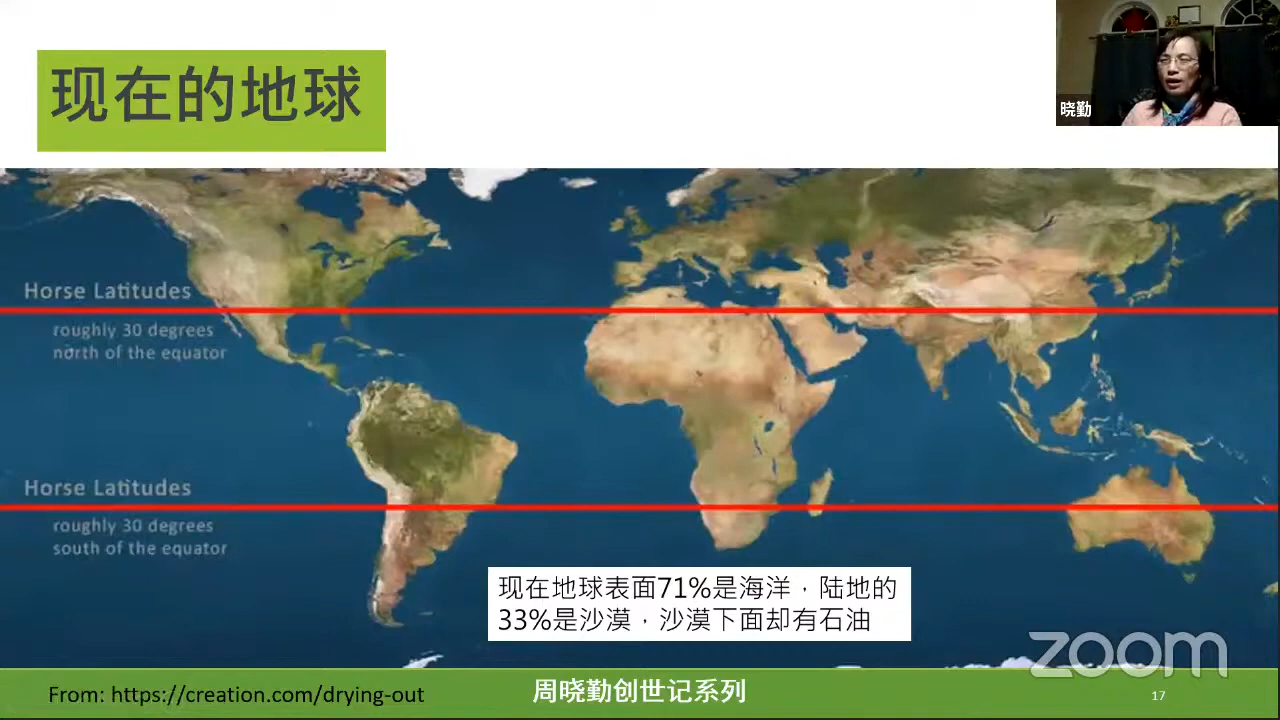 现在的地球
晓勤
Horse Latitudes
roughly 30 degrees
north of the equator
Horse Latitudes
roughly 30 degrees
south of the equator
现在地球表面71%是海洋，陆地的
33%是沙漠，沙漠下面却有石油
zoom
From: https://creation.com/drying-out
周晓勤创世记系列
17